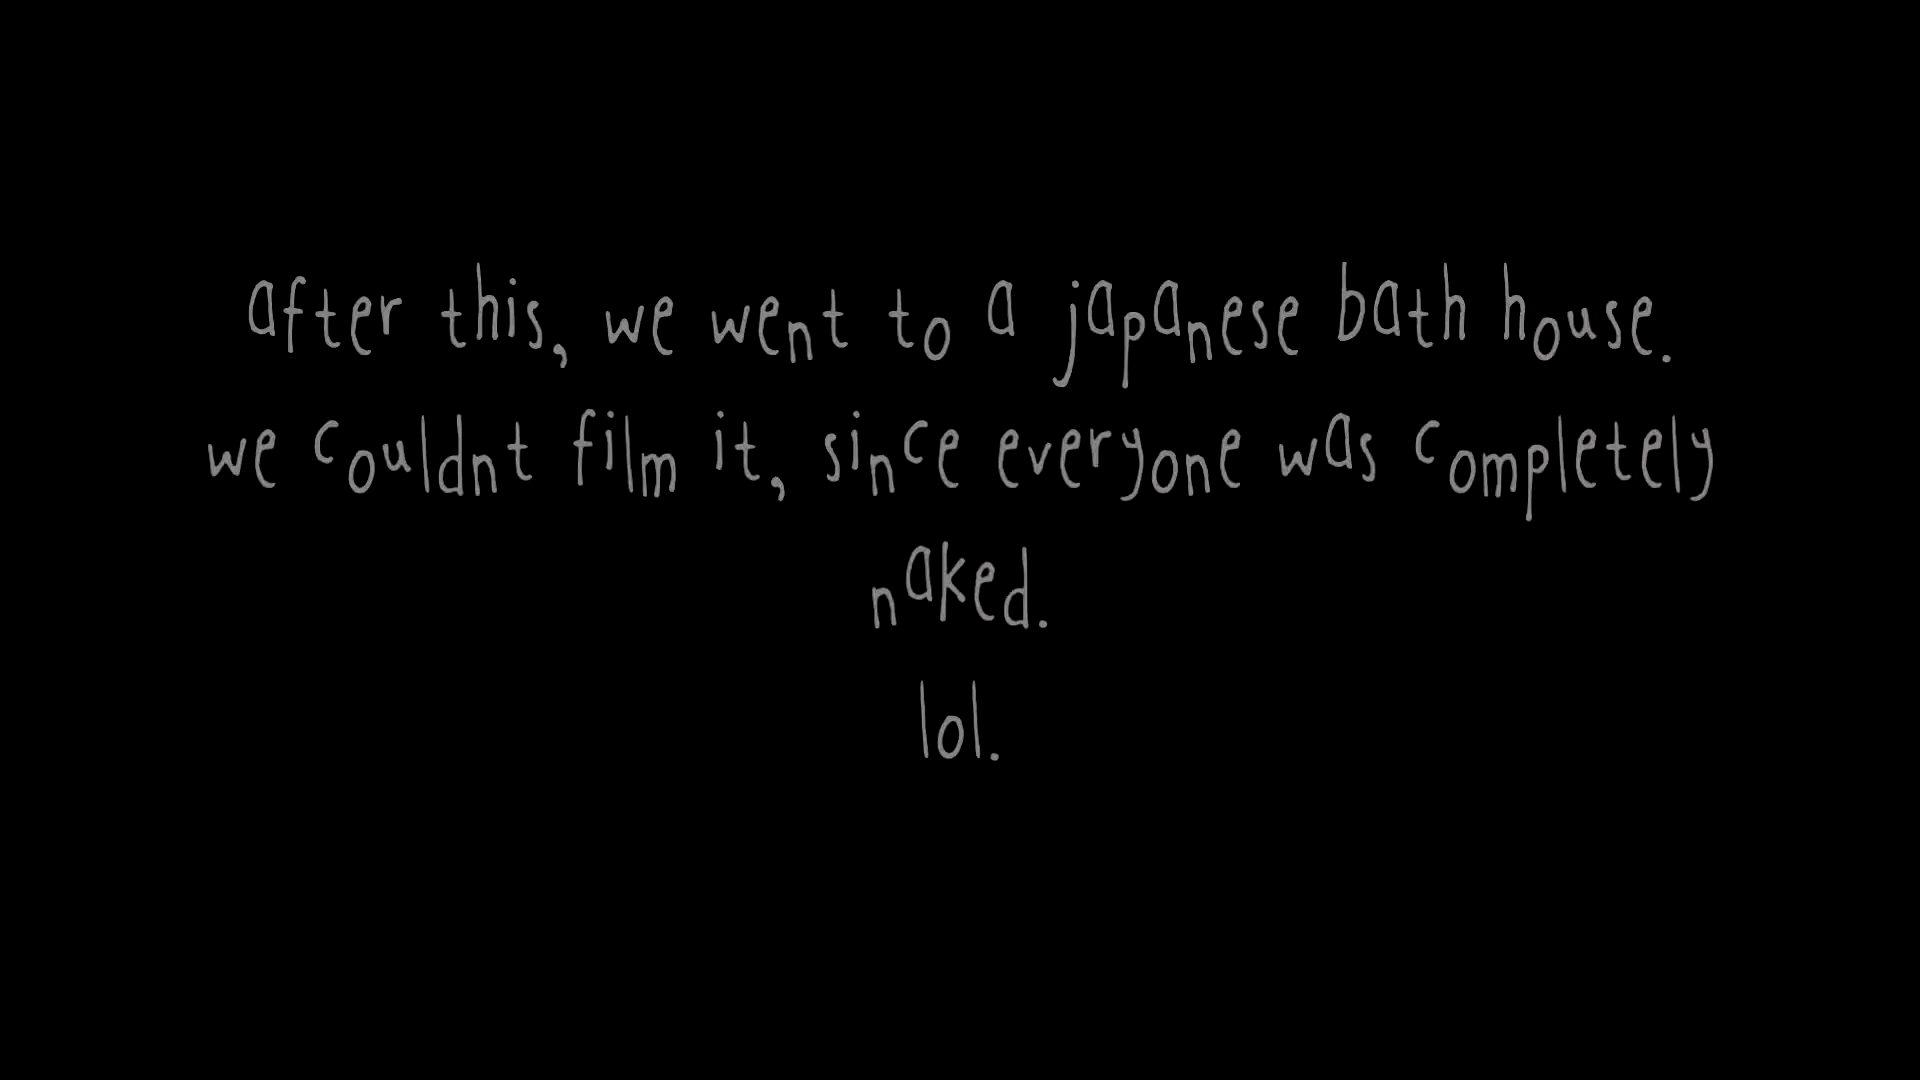 after this, we went to a japanese bath house.
we couldnt film it, since everyone was completely
naked.
lol.